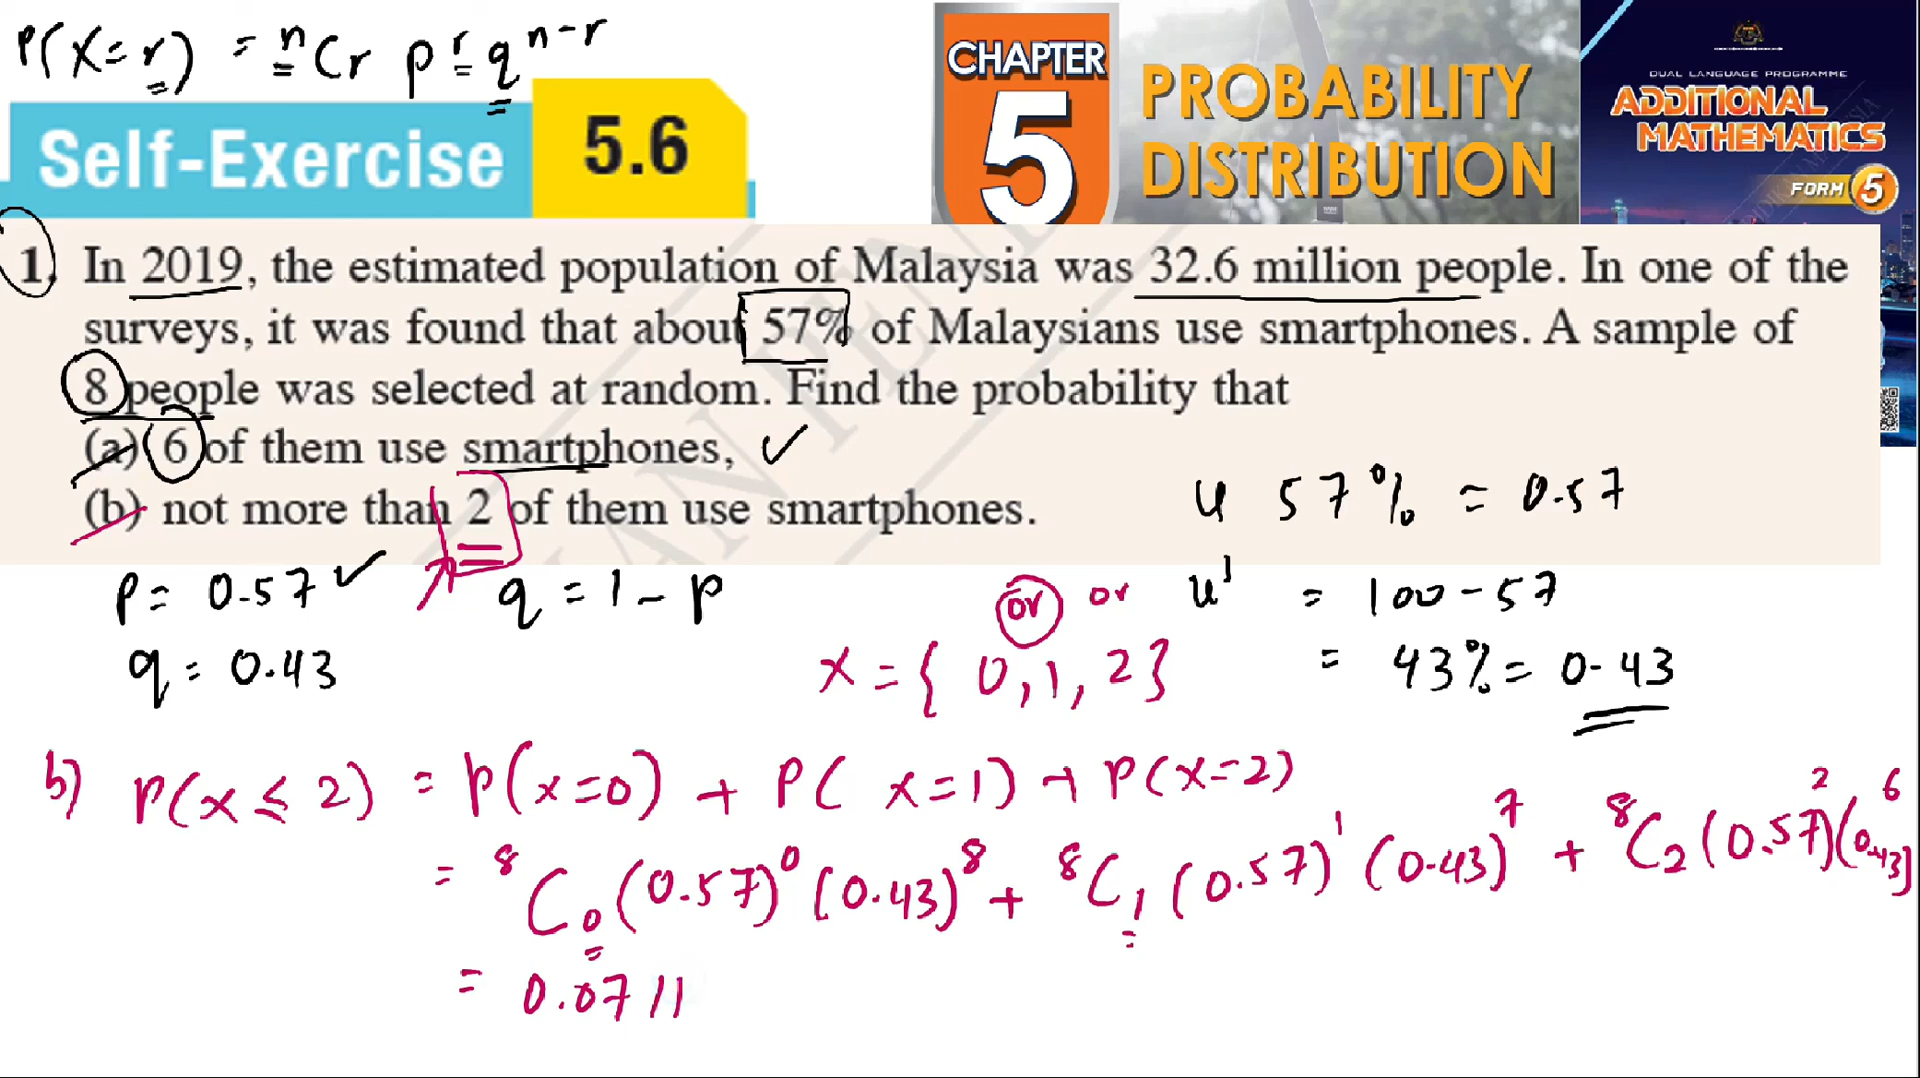 P(X=r) = nCr p^r q^n-r
CHAPTER
5
PROBABILITY
DISTRIBUTION
DUAL LANGUAGE PROGRAMME
ADDITIONAL
MATHEMATICS
FORM 5
Self-Exercise 5.6
1. In 2019, the estimated population of Malaysia was 32.6 million people. In one of the
surveys, it was found that about 57% of Malaysians use smartphones. A sample of
8 people was selected at random. Find the probability that
(a) 6 of them use smartphones, ✓
(b) not more than 2 of them use smartphones.
u 57% = 0.57
p = 0.57 ✓ q = 1 - p
or or u' = 100 - 57
q = 0.43
x = { 0, 1, 2 }
= 43% = 0.43
b) P(x ≤ 2) = p(x=0) + P(x=1) + P(x=2)
= 8C0 (0.57)^0 (0.43)^8 + 8C1 (0.57)^1 (0.43)^7 + 8C2 (0.57)^2 (0.43)^6
= 0.0711